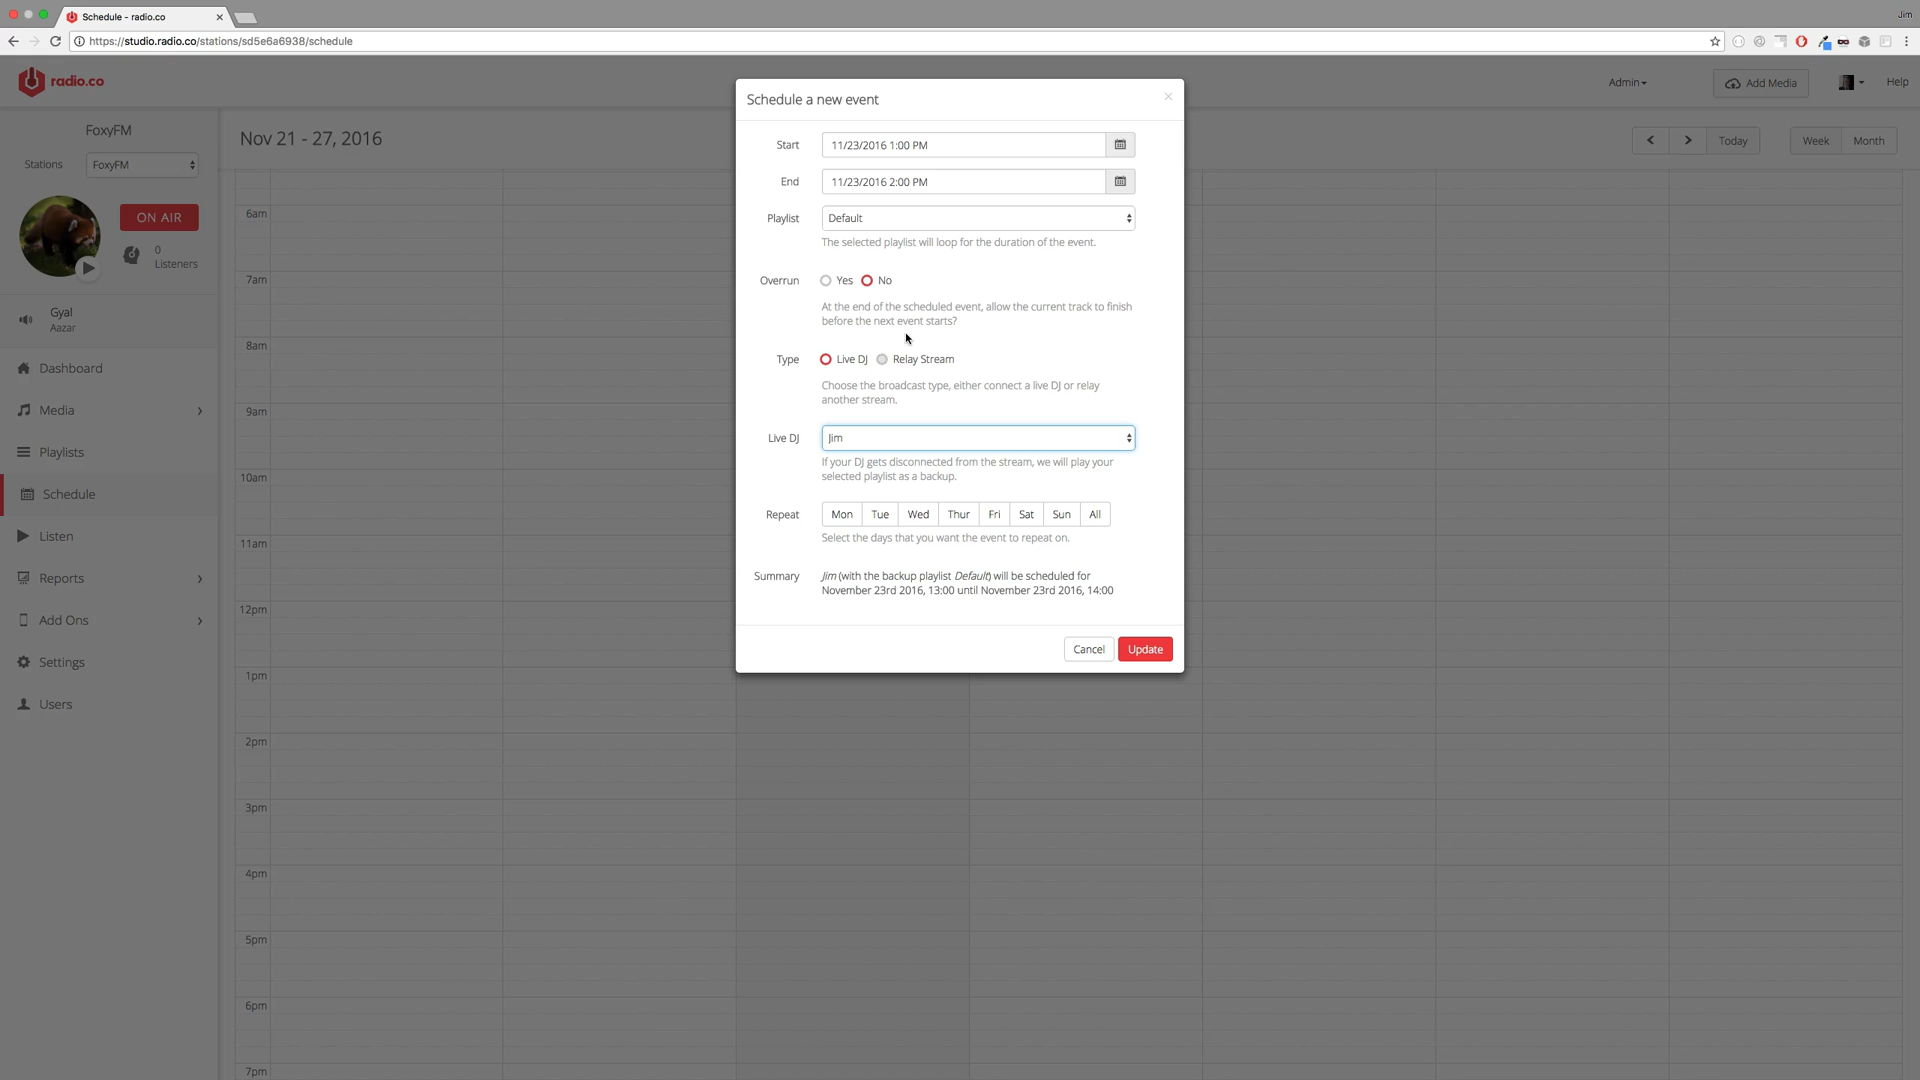 Schedule - radio.co
Jim
https://studio.radio.co/stations/sd5e6a6938/schedule
radio.co
Admin
Add Media
Help
FoxyFM
Stations
FoxyFM
ON AIR
0
Listeners
Gyal
Aazar
Dashboard
Media
Playlists
Schedule
Listen
Reports
Add Ons
Settings
Users
Nov 21 - 27, 2016
Today
Week
Month
6am
7am
8am
9am
10am
11am
12pm
1pm
2pm
3pm
4pm
5pm
6pm
7pm
Schedule a new event
Start
11/23/2016 1:00 PM
End
11/23/2016 2:00 PM
Playlist
Default
The selected playlist will loop for the duration of the event.
Overrun
Yes
No
At the end of the scheduled event, allow the current track to finish
before the next event starts?
Type
Live DJ
Relay Stream
Choose the broadcast type, either connect a live DJ or relay
another stream.
Live DJ
Jim
If your DJ gets disconnected from the stream, we will play your
selected playlist as a backup.
Repeat
Mon
Tue
Wed
Thur
Fri
Sat
Sun
All
Select the days that you want the event to repeat on.
Summary
Jim (with the backup playlist Default) will be scheduled for
November 23rd 2016, 13:00 until November 23rd 2016, 14:00
Cancel
Update